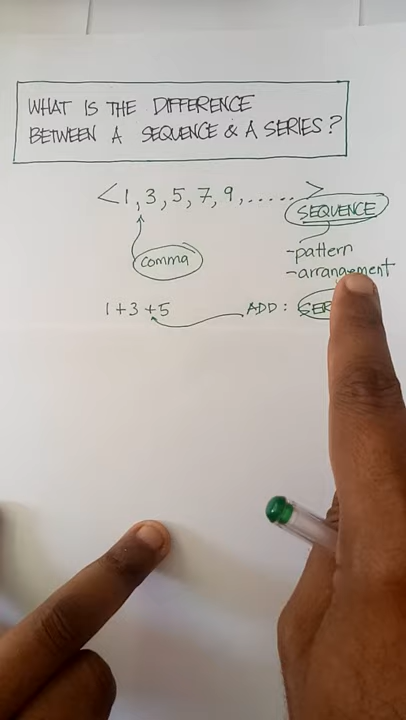 WHAT IS THE DIFFERENCE
BETWEEN A SEQUENCE & A SERIES?
<1, 3, 5, 7, 9, ......>
SEQUENCE
comma
-pattern
-arrangement
1+3+5
ADD: